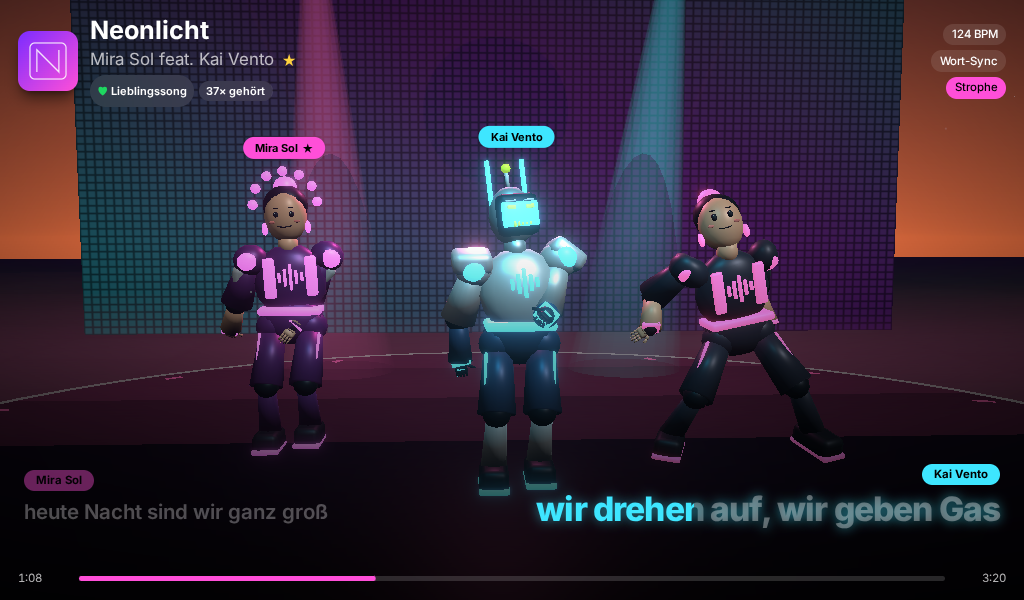 N
Neonlicht
Mira Sol feat. Kai Vento ★
Lieblingssong
37× gehört
124 BPM
Wort-Sync
Strophe
Mira Sol ★
Kai Vento
Mira Sol
heute Nacht sind wir ganz groß
Kai Vento
wir drehen auf, wir geben Gas
1:08
3:20